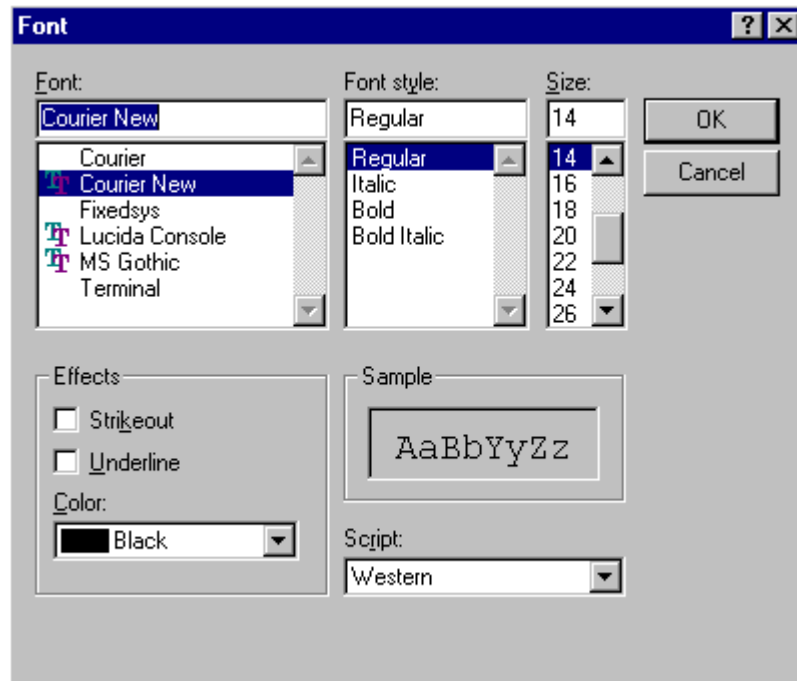 Font
Font:
Font style:
Size:
Courier New
Regular
14
OK
Cancel
Courier
Courier New
Fixedsys
Lucida Console
MS Gothic
Terminal
Regular
Italic
Bold
Bold Italic
14
16
18
20
22
24
26
Effects
Strikeout
Underline
Color:
Black
Sample
AaBbYyZz
Script:
Western